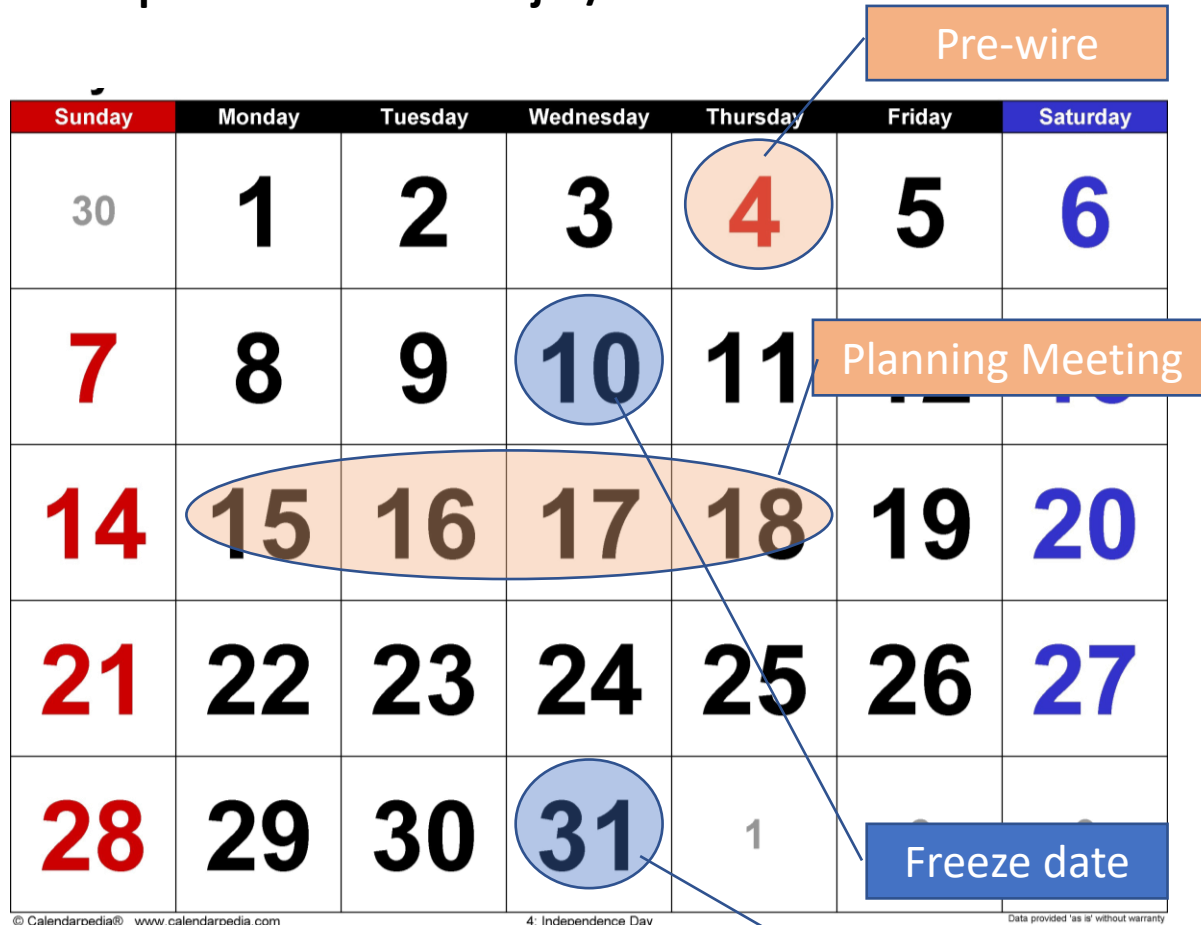 Pre-wire
Sunday Monday Tuesday Wednesday Thursday Friday Saturday
30 1 2 3 4 5 6
7 8 9 10 11
Planning Meeting
14 15 16 17 18 19 20
21 22 23 24 25 26 27
28 29 30 31 1
Freeze date
© Calendarpedia® www.calendarpedia.com 4: Independence Day Data provided 'as is' without warranty